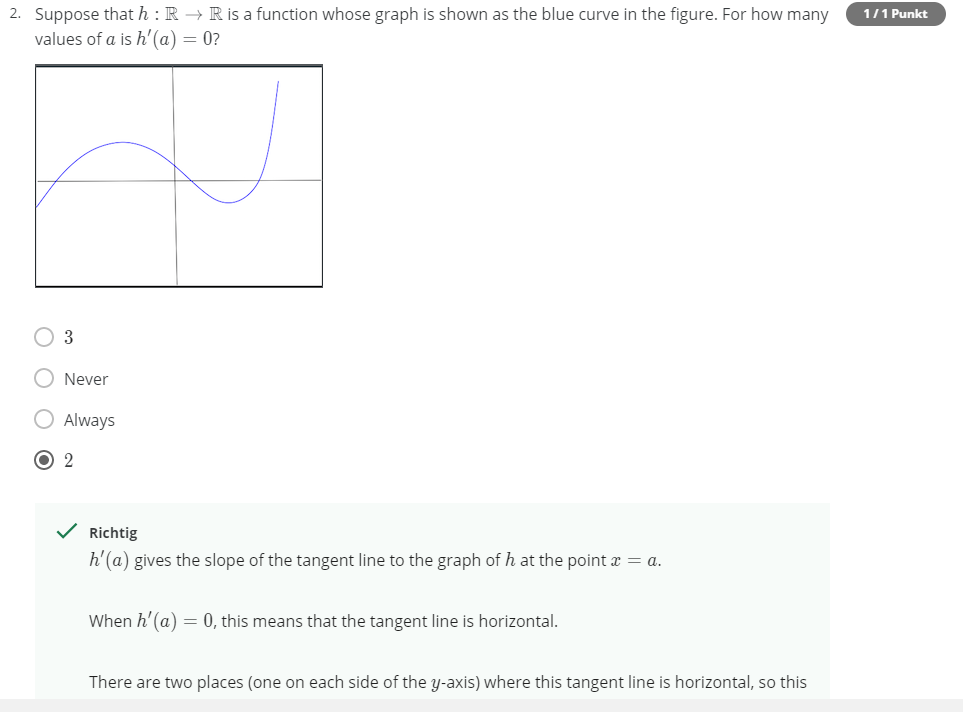 2. Suppose that h : ℝ → ℝ is a function whose graph is shown as the blue curve in the figure. For how many
values of a is h′(a) = 0?
1 / 1 Punkt
3
Never
Always
2
Richtig
h′(a) gives the slope of the tangent line to the graph of h at the point x = a.
When h′(a) = 0, this means that the tangent line is horizontal.
There are two places (one on each side of the y-axis) where this tangent line is horizontal, so this